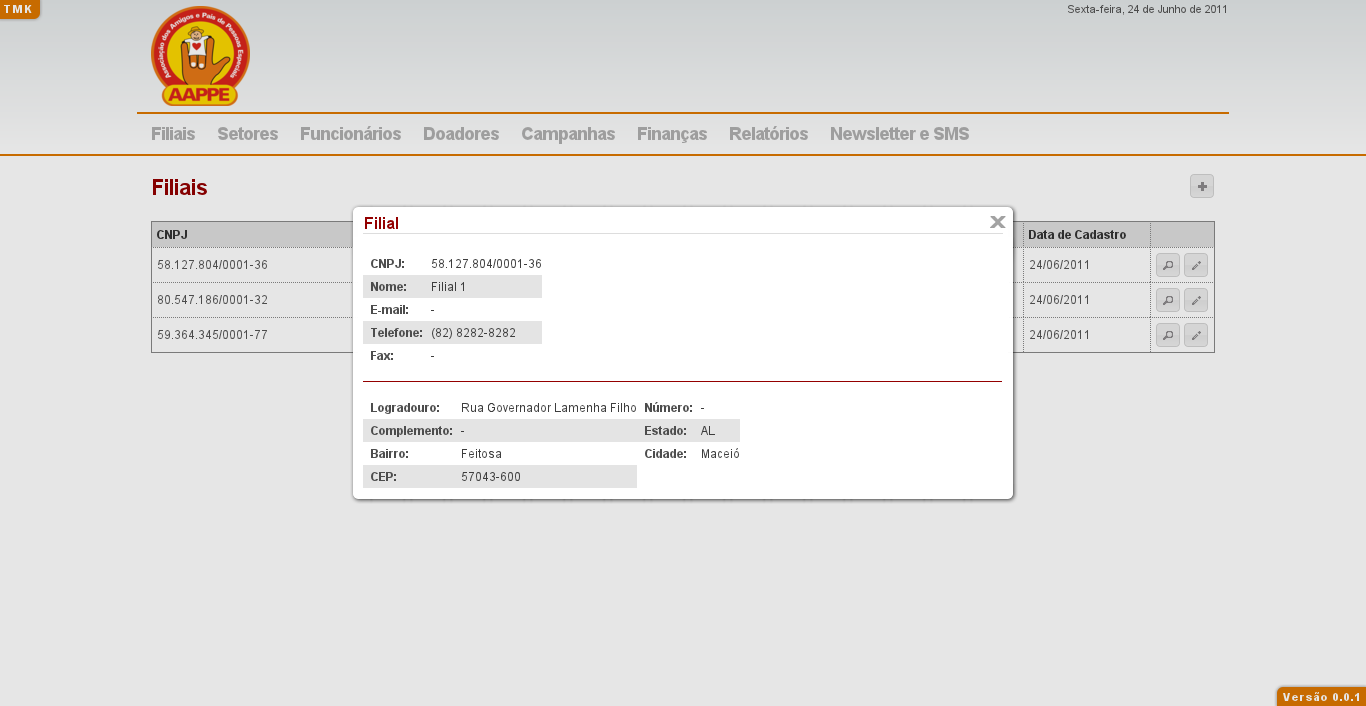 TMK
Sexta-feira, 24 de Junho de 2011
Associação dos Amigos e Pais de Pessoas Especiais
AAPPE
Filiais Setores Funcionários Doadores Campanhas Finanças Relatórios Newsletter e SMS
Filiais
CNPJ Data de Cadastro
58.127.804/0001-36 24/06/2011
80.547.186/0001-32 24/06/2011
59.364.345/0001-77 24/06/2011
Filial
CNPJ: 58.127.804/0001-36
Nome: Filial 1
E-mail: -
Telefone: (82) 8282-8282
Fax: -
Logradouro: Rua Governador Lamenha Filho Número: -
Complemento: - Estado: AL
Bairro: Feitosa Cidade: Maceió
CEP: 57043-600
Versão 0.0.1